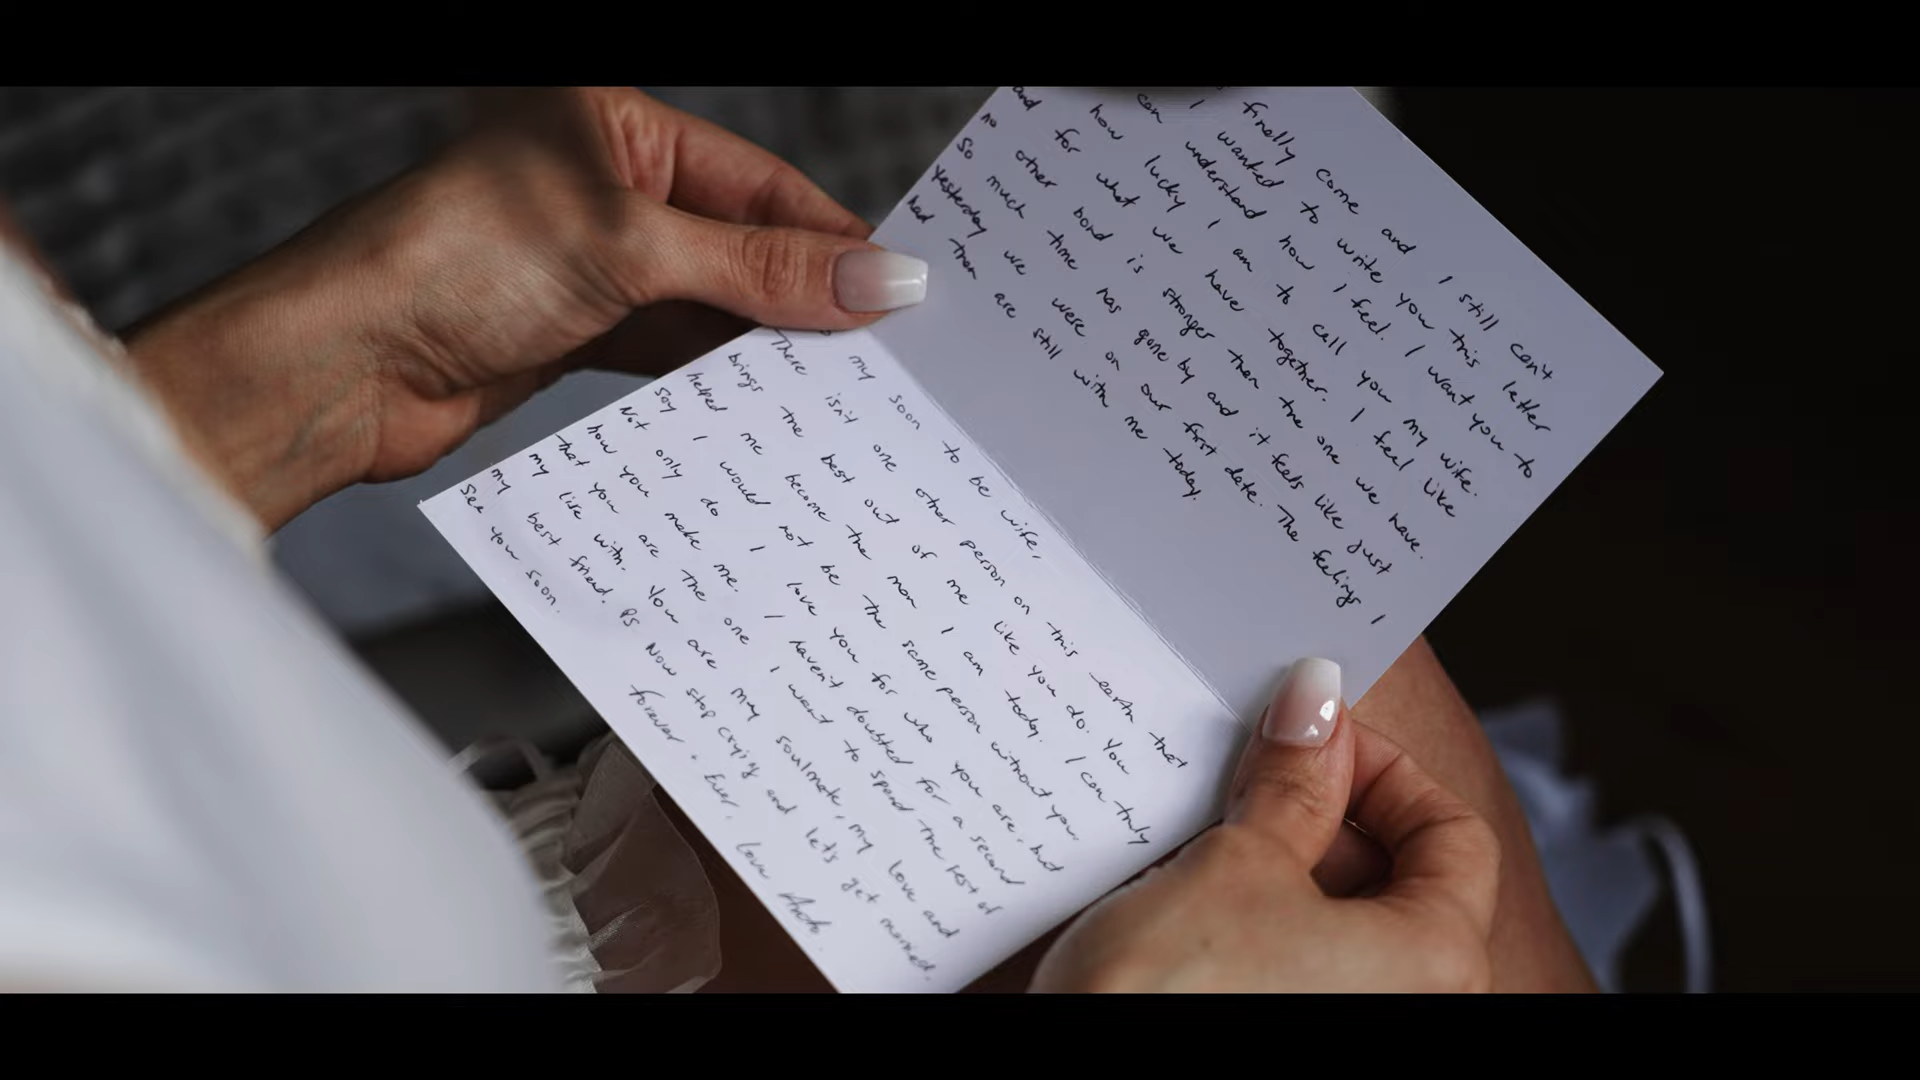 finally come and I still can't
I wanted to write you this letter
can understand how I feel. I want you to
how lucky I am to call you my wife.
and for what we have together. I feel like
no other bond is stronger then the one we have.
So much time has gone by and it feels like just
yesterday we were on our first date. The feelings I
had then are still with me today.
my soon to be wife,
There isn't one other person on this earth that
brings the best out of me like you do. You
helped me become the man I am today. I can truly
Say I would not be the same person without you.
Not only do I love you for who you are, but
how you make me. I haven't doubted for a second
that you are the one I want to spend the rest of
my life with. You are my soulmate, my love and
my best friend. Ps. Now stop crying and lets get married.
See you soon.
Forever. Ever. Love